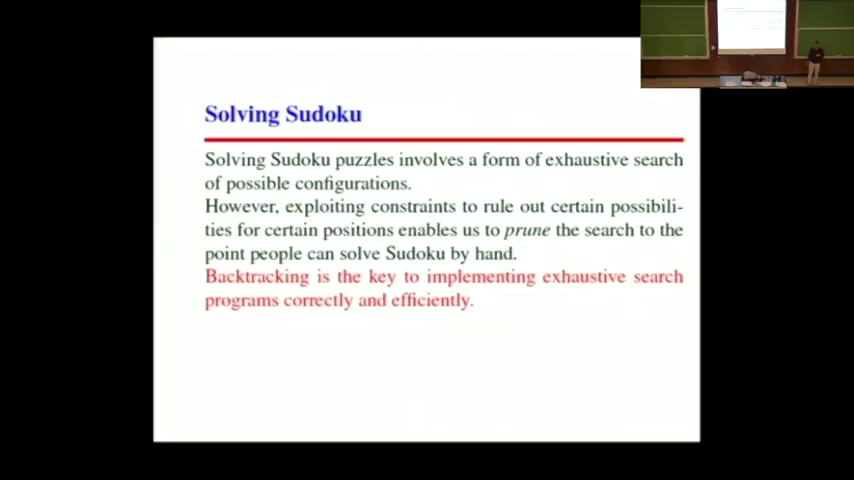 Solving Sudoku
Solving Sudoku puzzles involves a form of exhaustive search
of possible configurations.
However, exploiting constraints to rule out certain possibili-
ties for certain positions enables us to prune the search to the
point people can solve Sudoku by hand.
Backtracking is the key to implementing exhaustive search
programs correctly and efficiently.